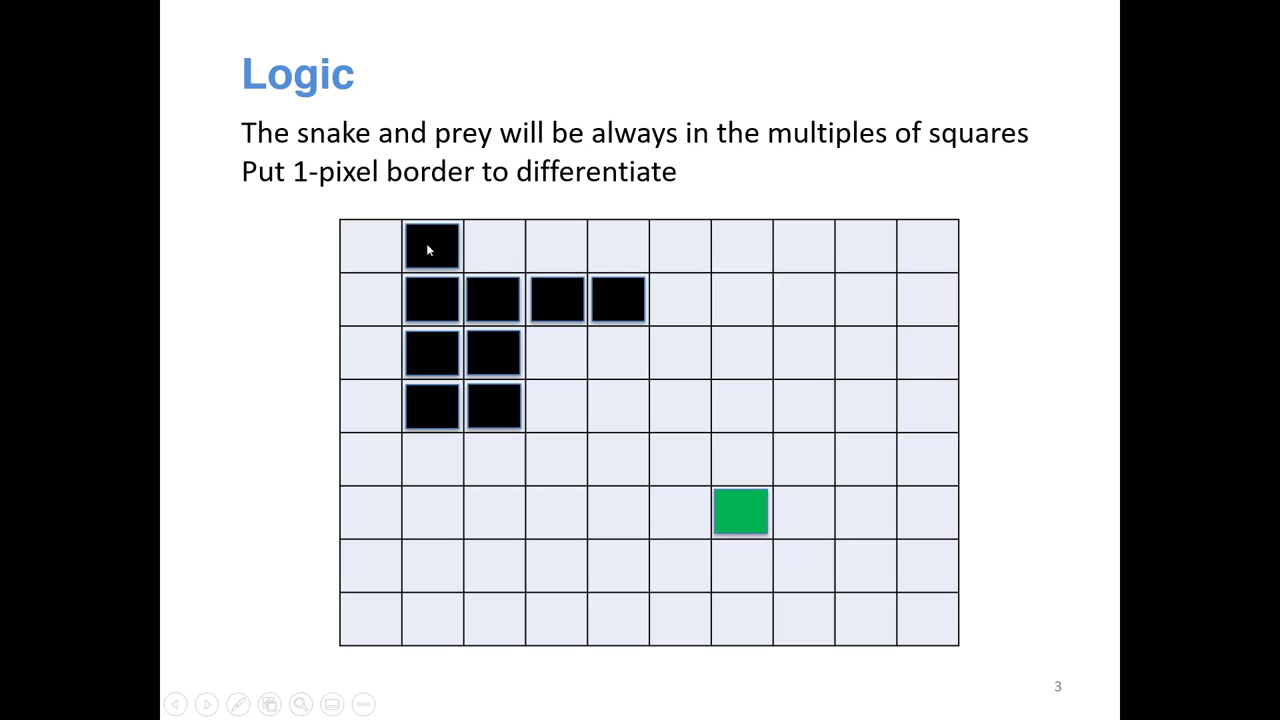 Logic
The snake and prey will be always in the multiples of squares
Put 1-pixel border to differentiate
3